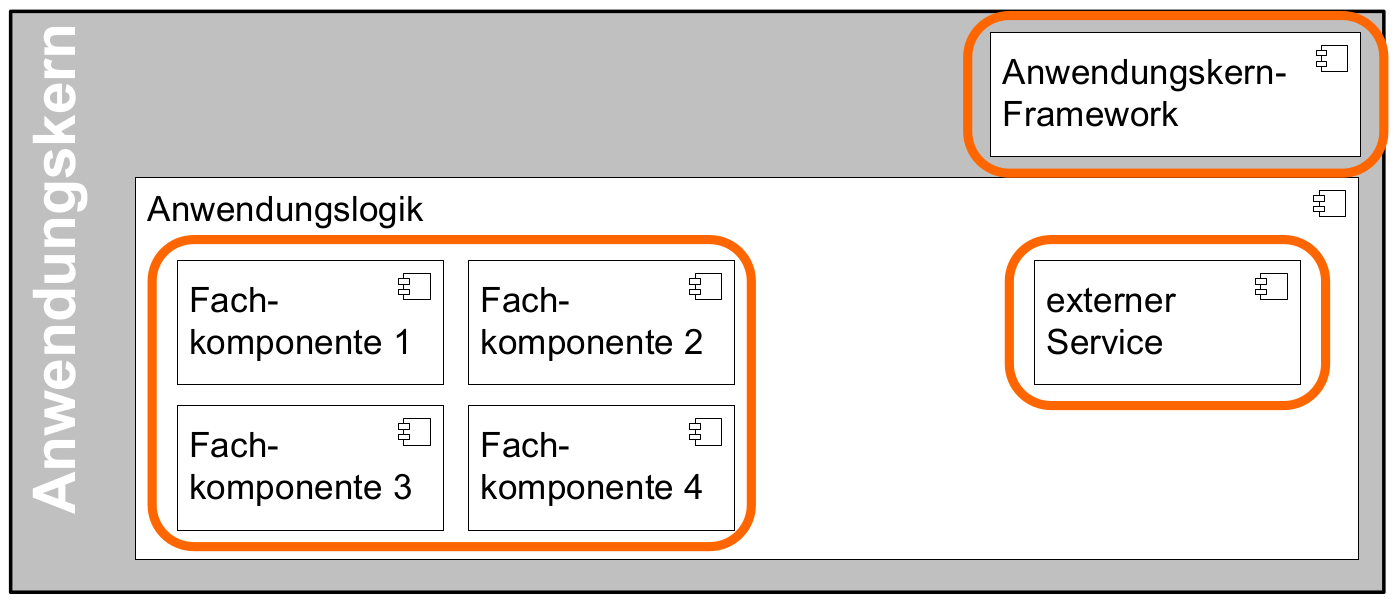 Anwendungskern
Anwendungskern-
Framework
Anwendungslogik
Fach-
komponente 1
Fach-
komponente 2
externer
Service
Fach-
komponente 3
Fach-
komponente 4